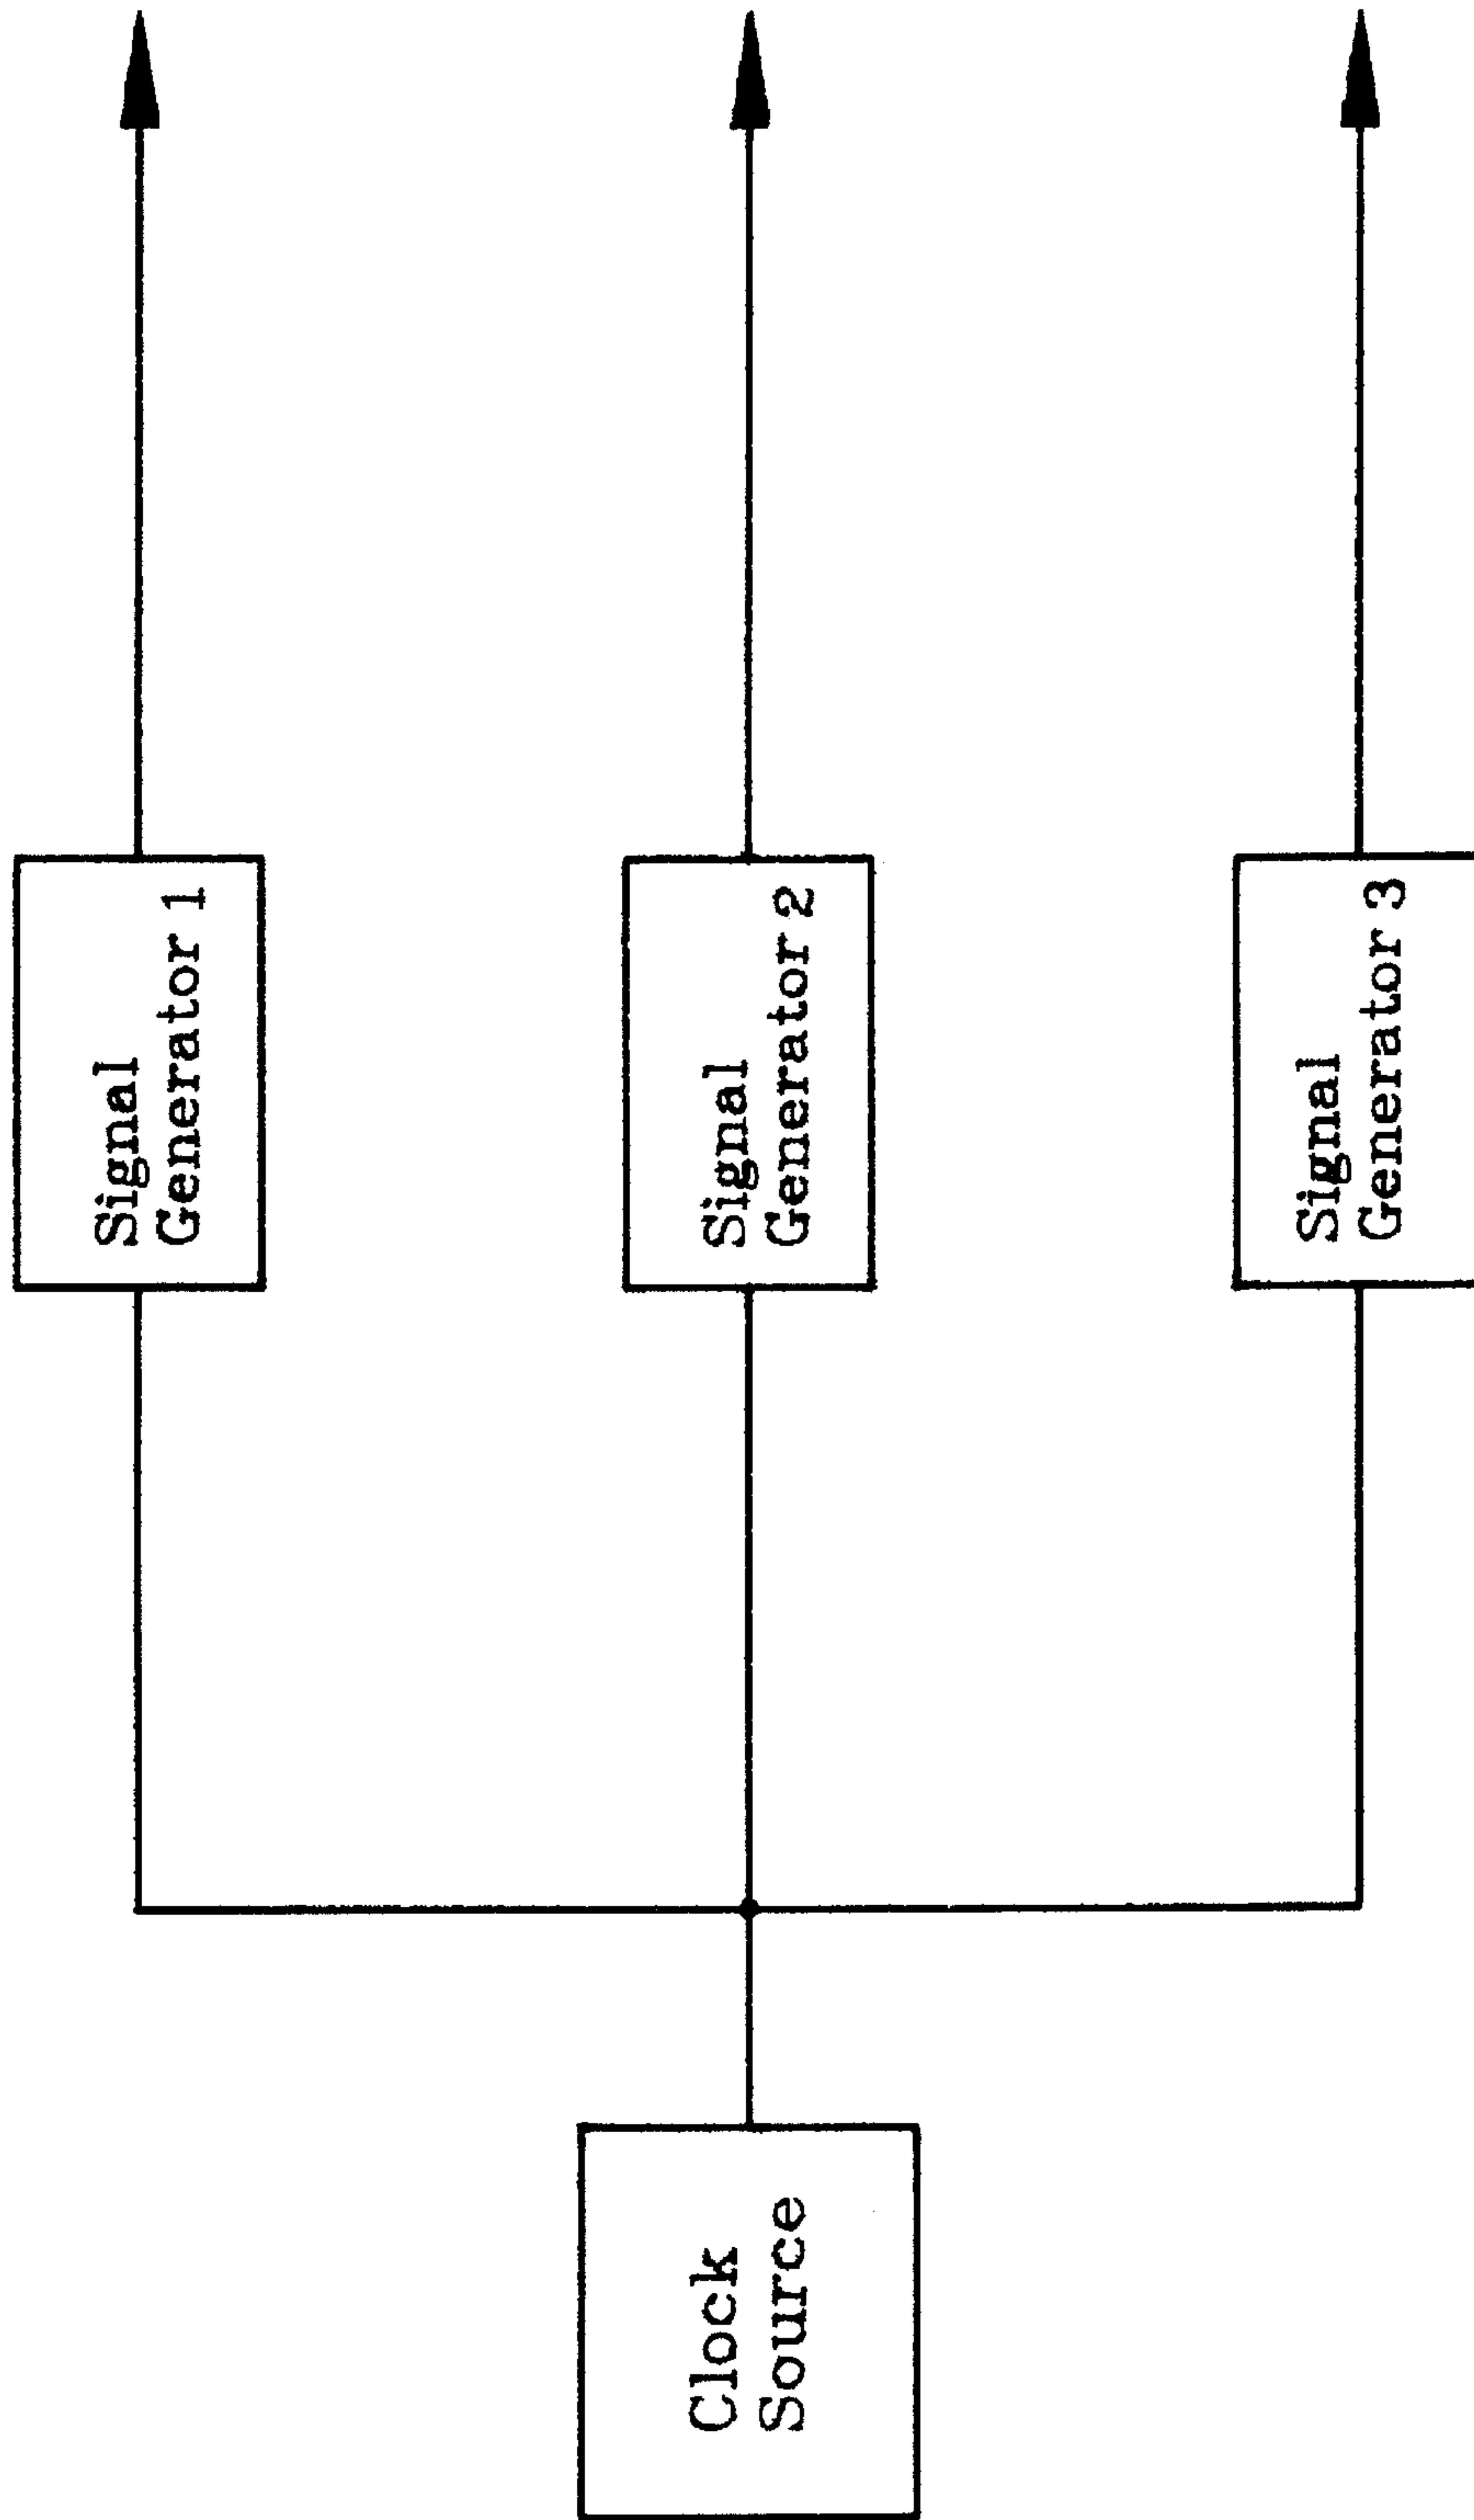 Signal
Generator 1
Signal
Generator 2
Signal
Generator 3
Clock
Source